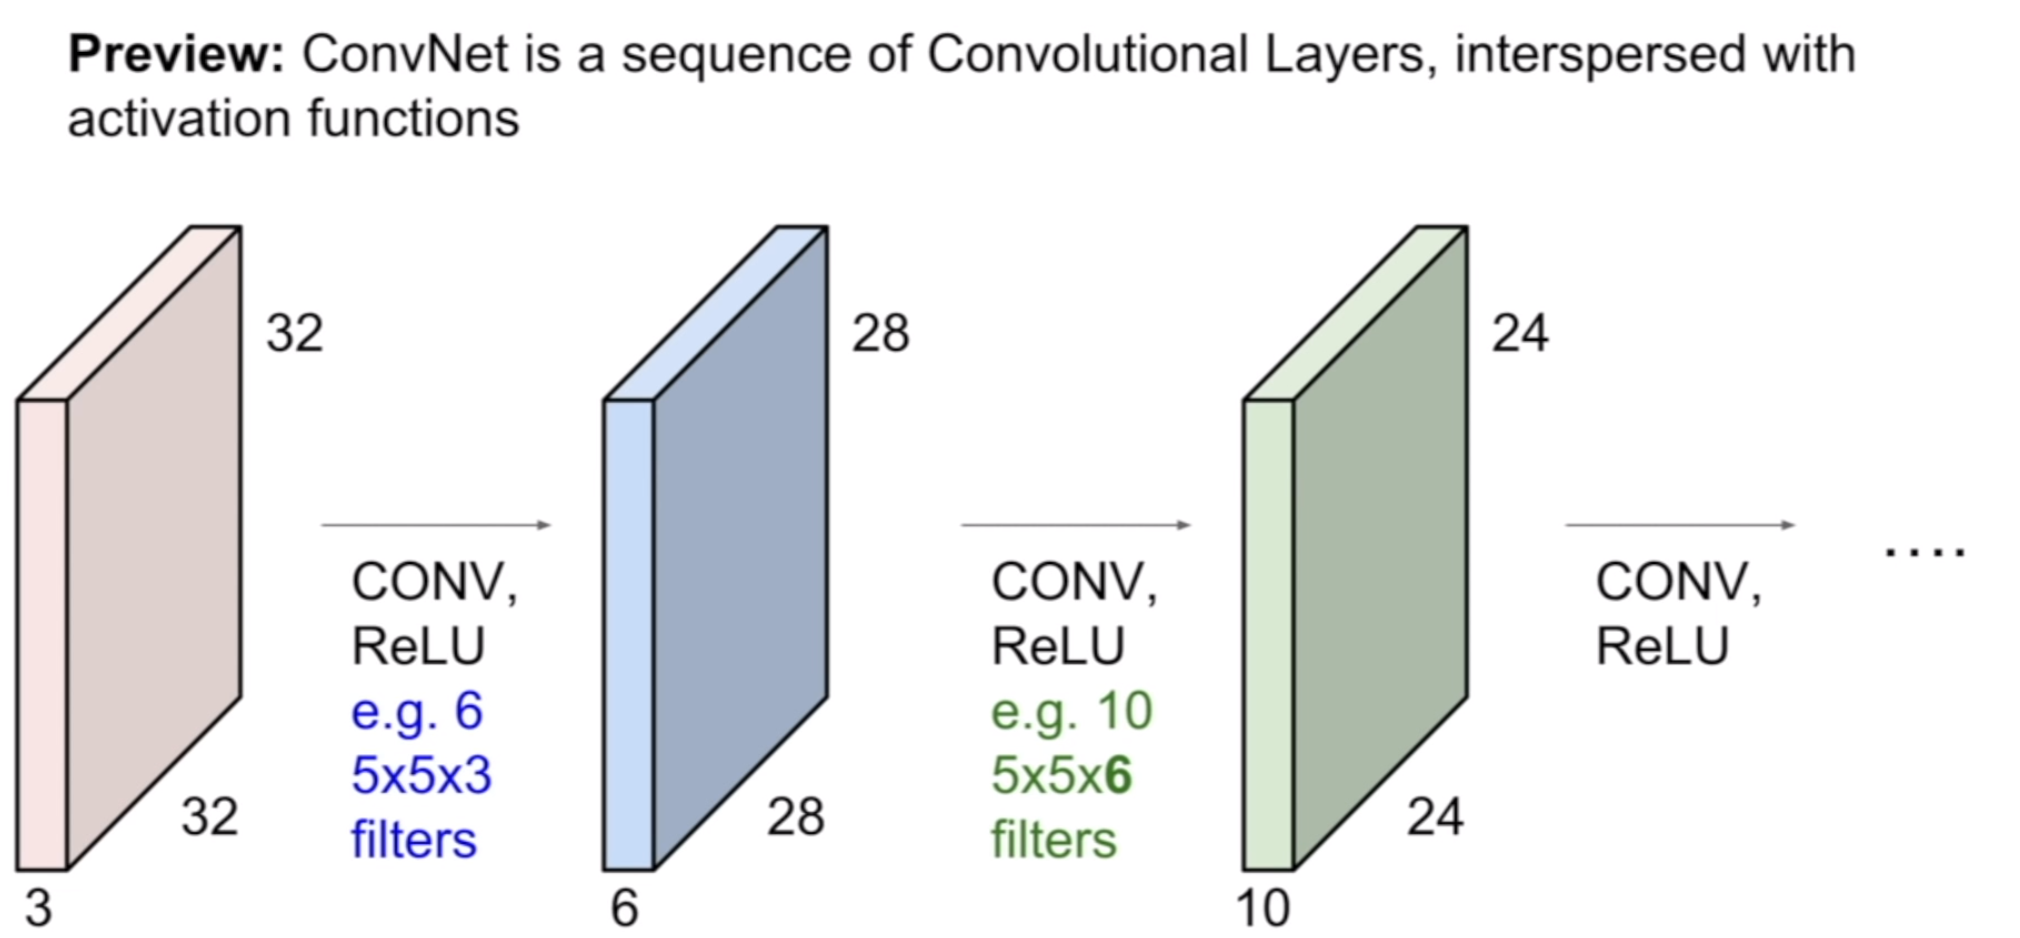 Preview: ConvNet is a sequence of Convolutional Layers, interspersed with
activation functions
32
32
3
CONV,
ReLU
e.g. 6
5x5x3
filters
28
28
6
CONV,
ReLU
e.g. 10
5x5x6
filters
24
24
10
CONV,
ReLU
....